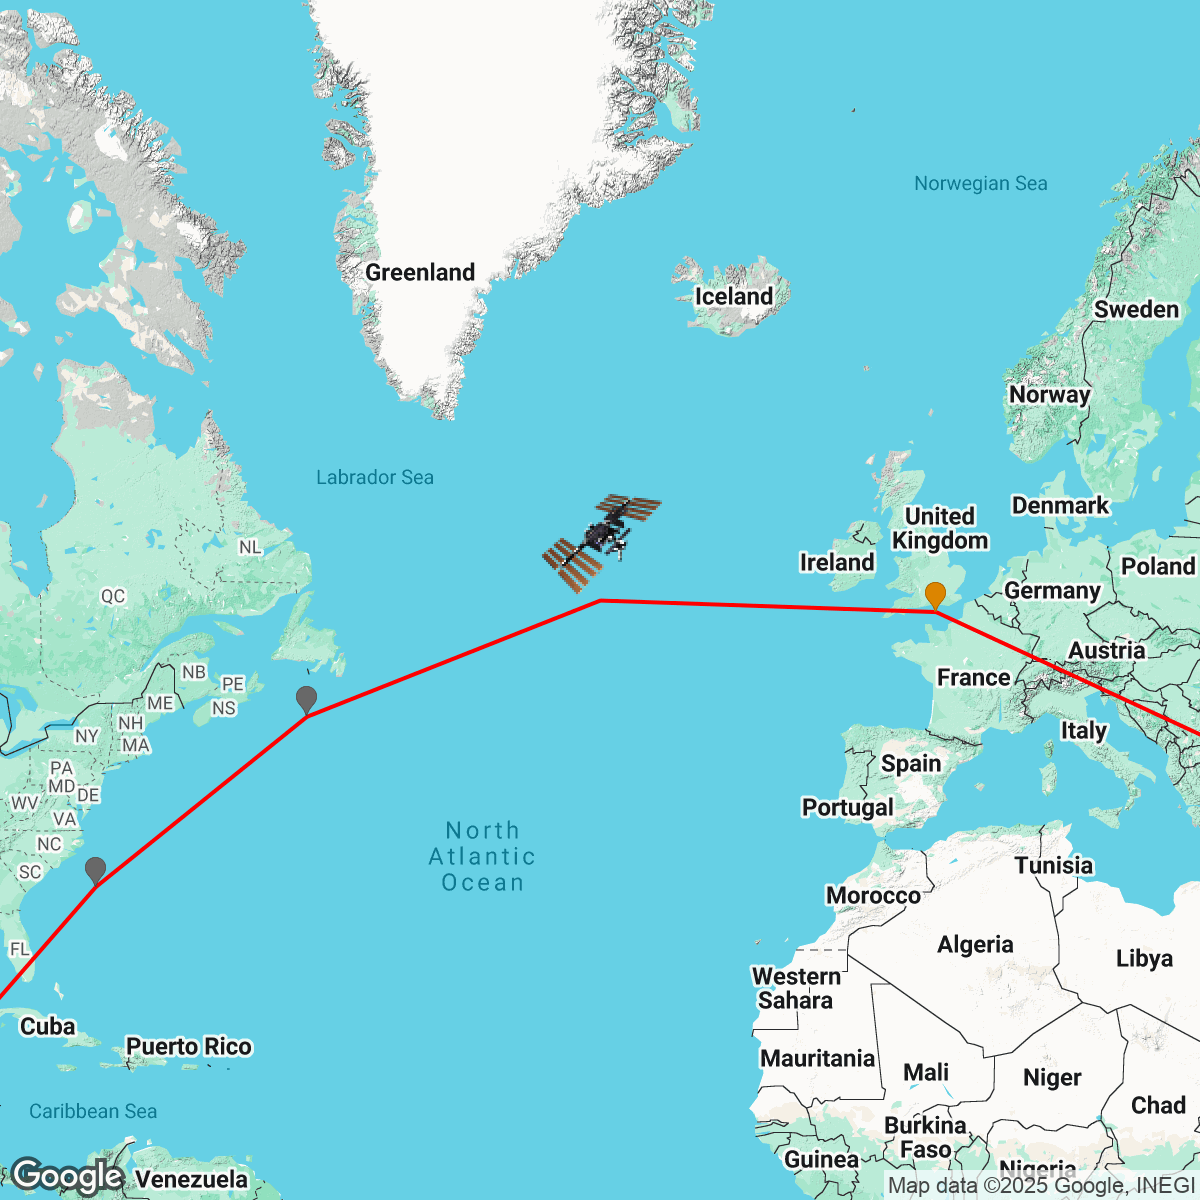 Norwegian Sea
Greenland
Iceland
Sweden
Norway
Labrador Sea
Denmark
United
Kingdom
NL
Ireland
Poland
Germany
QC
Austria
NB
PE
France
ME
NS
NH
NY
MA
Italy
Spain
PA
MD
DE
WV
Portugal
VA
North
Atlantic
Ocean
NC
SC
Tunisia
Morocco
FL
Algeria
Libya
Western
Sahara
Cuba
Puerto Rico
Mauritania
Mali
Niger
Chad
Caribbean Sea
Burkina
Faso
Guinea
Nigeria
Google
Venezuela
Map data ©2025 Google, INEGI